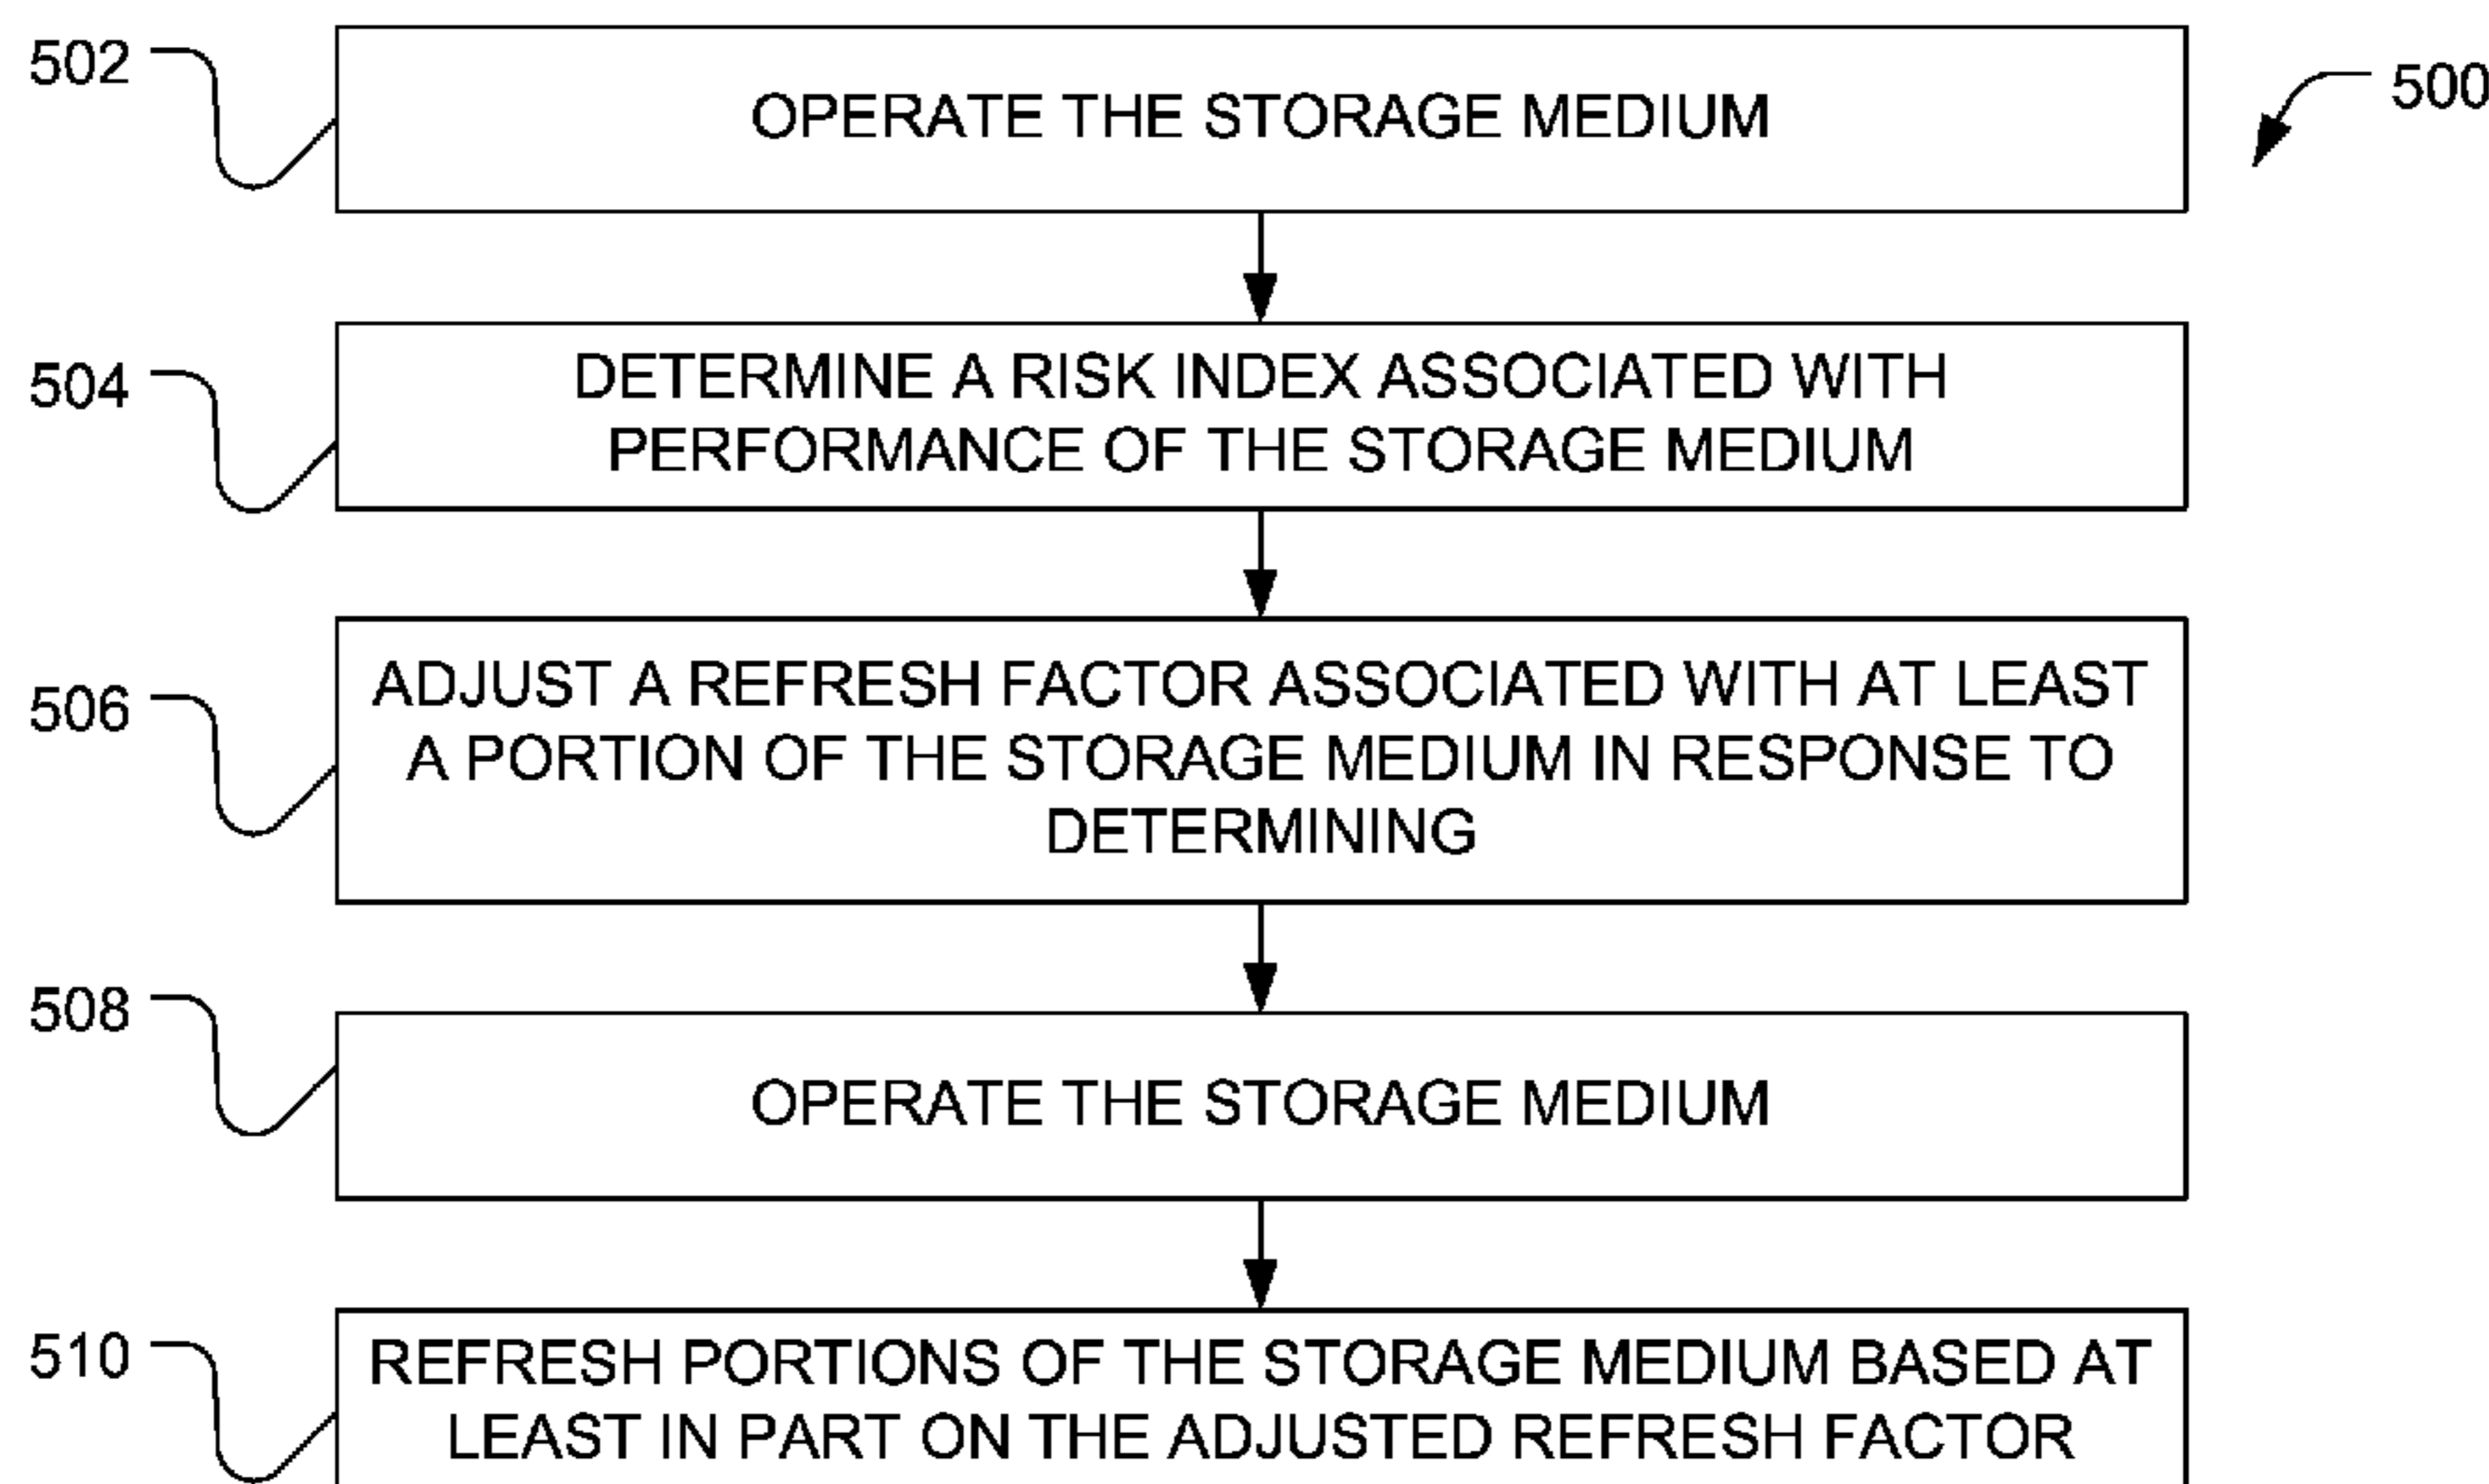 502
OPERATE THE STORAGE MEDIUM
500
504
DETERMINE A RISK INDEX ASSOCIATED WITH
PERFORMANCE OF THE STORAGE MEDIUM
506
ADJUST A REFRESH FACTOR ASSOCIATED WITH AT LEAST
A PORTION OF THE STORAGE MEDIUM IN RESPONSE TO
DETERMINING
508
OPERATE THE STORAGE MEDIUM
510
REFRESH PORTIONS OF THE STORAGE MEDIUM BASED AT
LEAST IN PART ON THE ADJUSTED REFRESH FACTOR